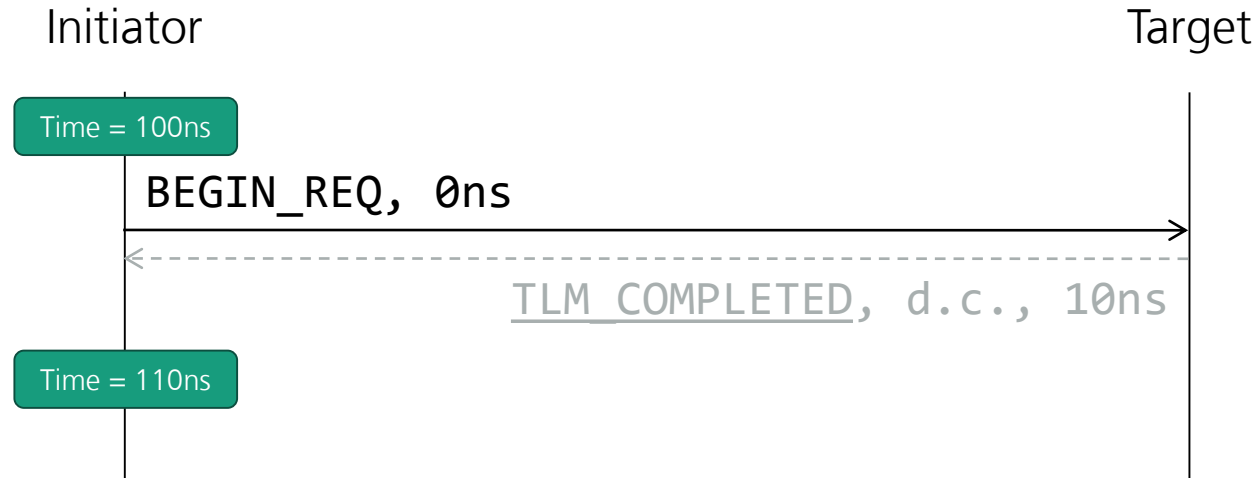 Initiator
Target
Time = 100ns
BEGIN_REQ, 0ns
TLM_COMPLETED, d.c., 10ns
Time = 110ns